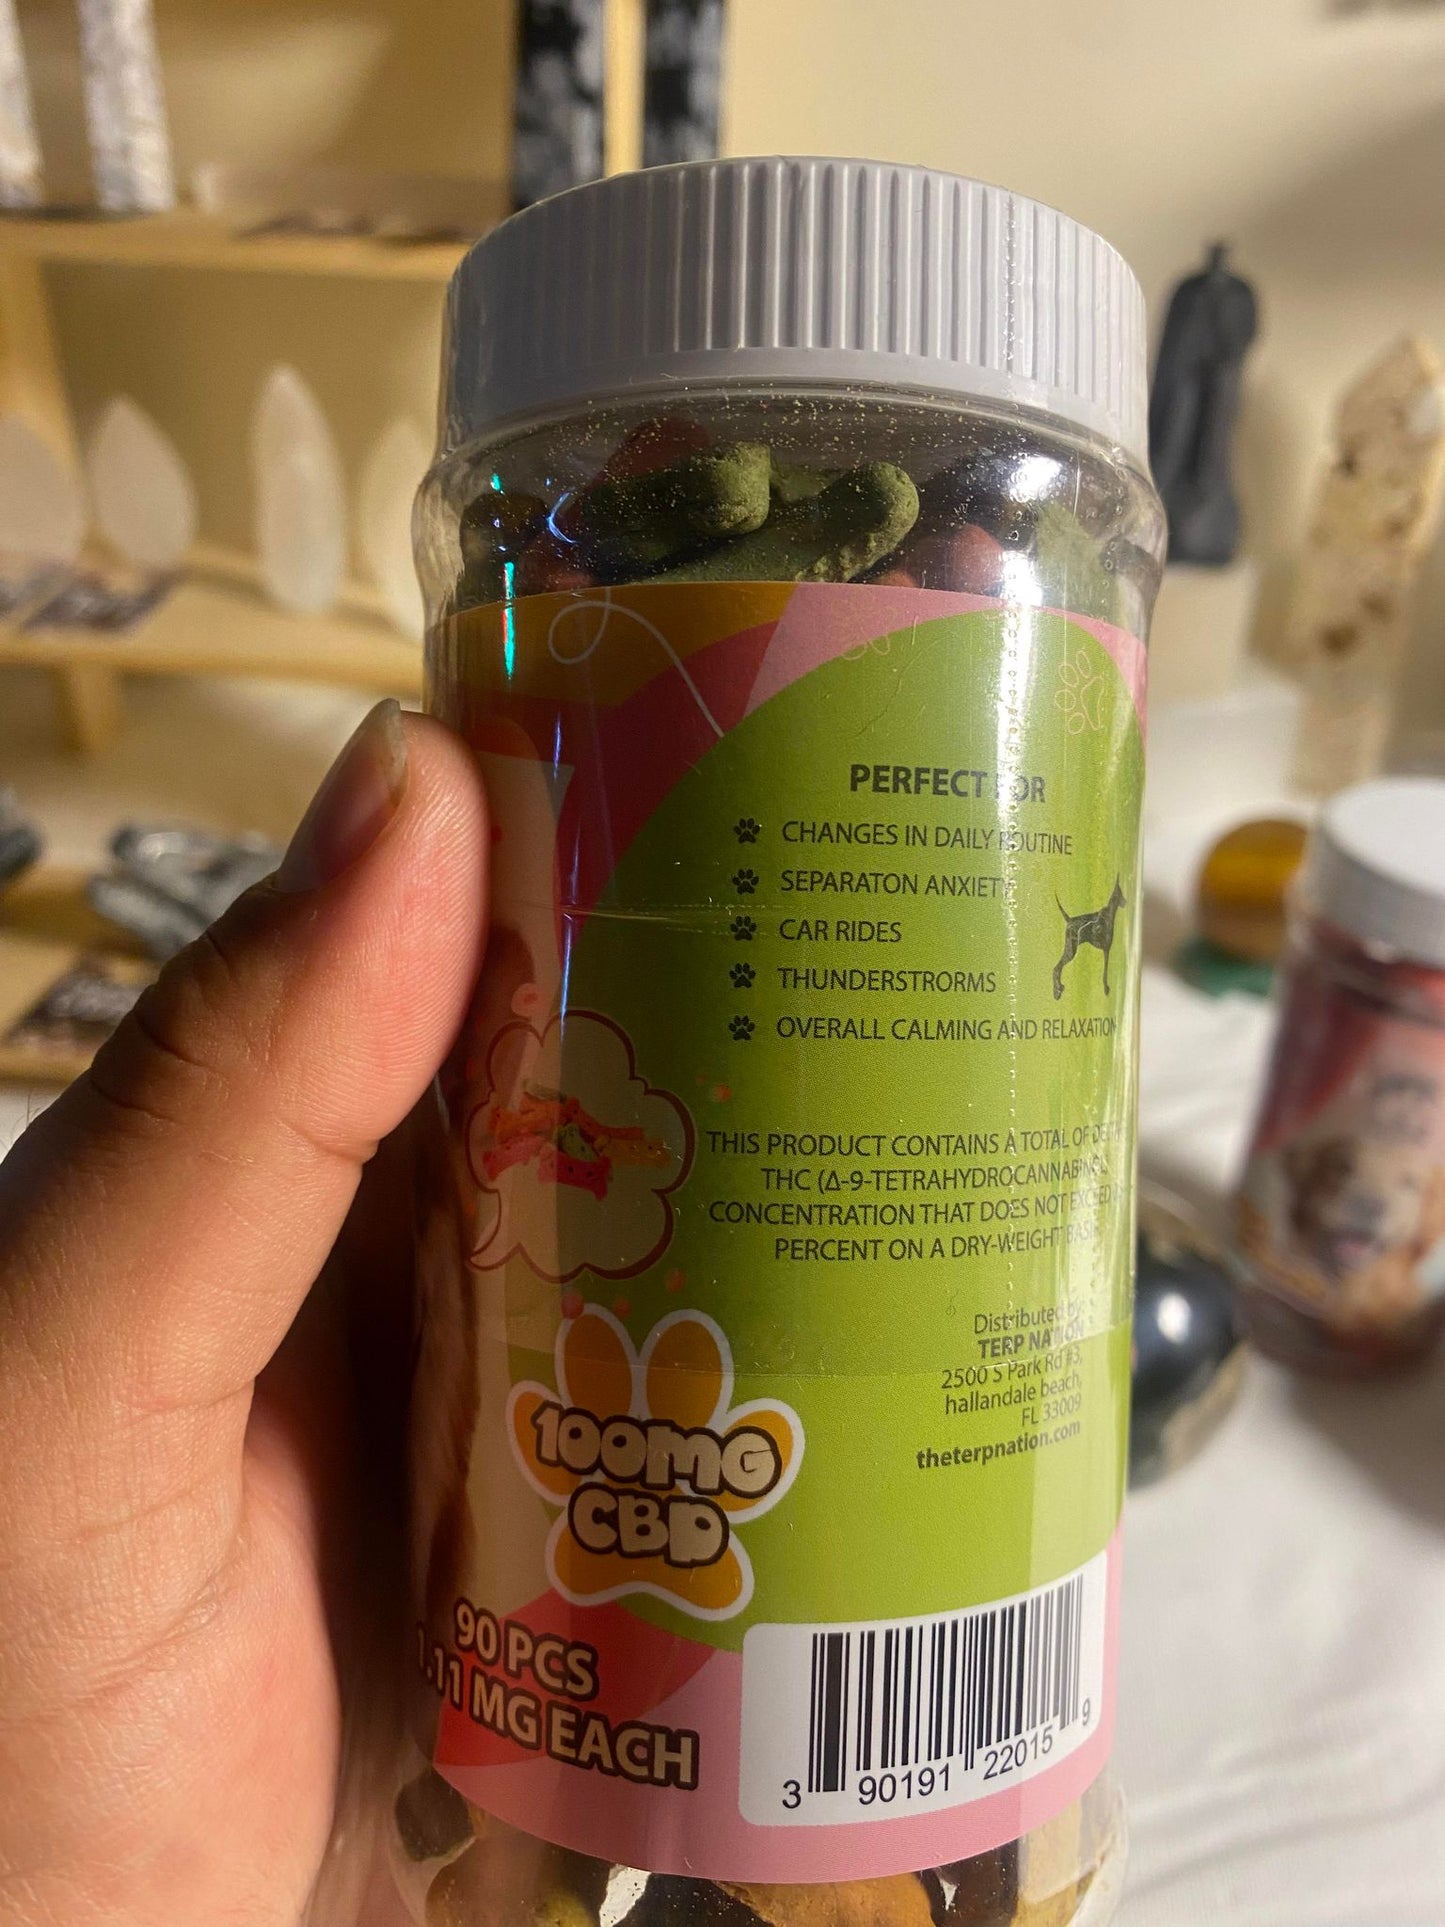 PERFECT FOR
CHANGES IN DAILY ROUTINE
SEPARATON ANXIETY
CAR RIDES
THUNDERSTRORMS
OVERALL CALMING AND RELAXATION
THIS PRODUCT CONTAINS A TOTAL OF
THC (Δ-9-TETRAHYDROCANNABINOL)
CONCENTRATION THAT DOES NOT EXCEED
PERCENT ON A DRY-WEIGHT BASIS
Distributed by:
TERP NATION
2500 S Park Rd #3,
hallandale beach,
FL 33009
theterpnation.com
100MG
CBD
90 PCS
1.11 MG EACH
3 90191 22015 9